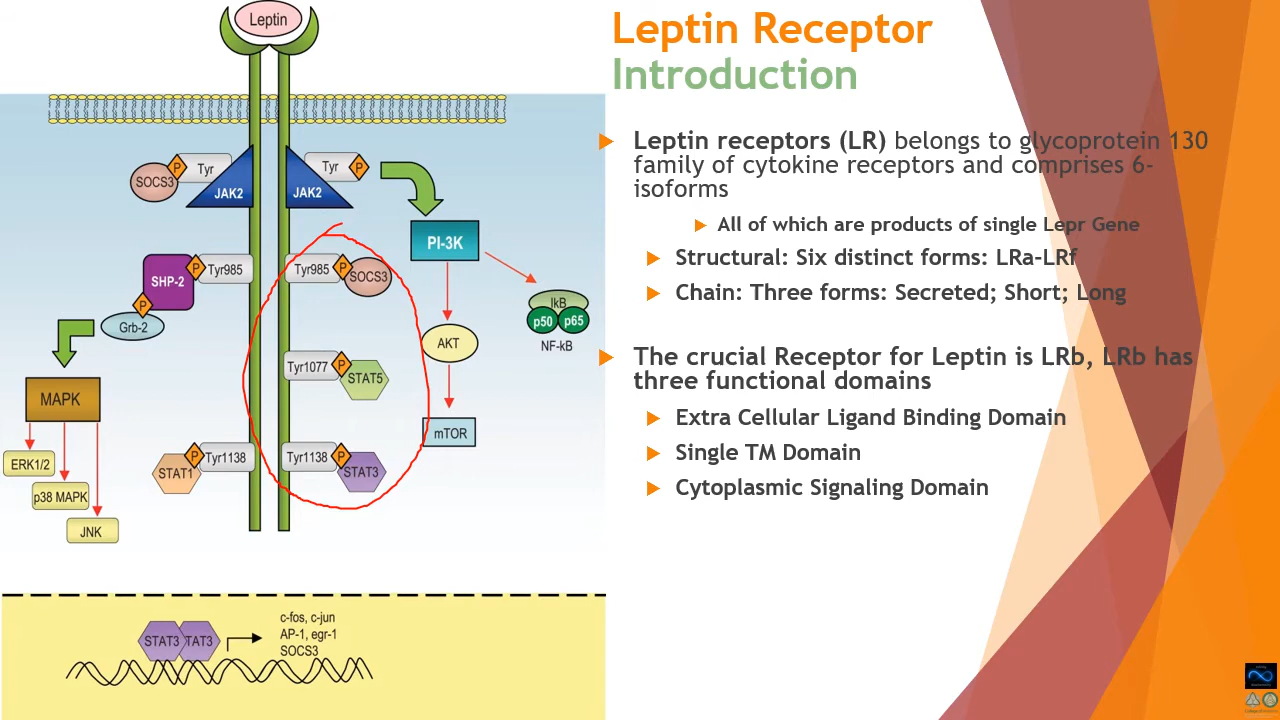 Leptin
Tyr
P
JAK2
SOCS3
Tyr
P
JAK2
PI-3K
IkB
p50
p65
NF-kB
AKT
mTOR
SHP-2
P
Tyr985
P
Grb-2
MAPK
ERK1/2
p38 MAPK
JNK
Tyr985
P
SOCS3
Tyr1077
P
STAT5
P
Tyr1138
STAT1
Tyr1138
P
STAT3
STAT3
TAT3
c-fos, c-jun
AP-1, egr-1
SOCS3
Leptin Receptor
Introduction
Leptin receptors (LR) belongs to glycoprotein 130
family of cytokine receptors and comprises 6-
isoforms
All of which are products of single Lepr Gene
Structural: Six distinct forms: LRa-LRf
Chain: Three forms: Secreted; Short; Long
The crucial Receptor for Leptin is LRb, LRb has
three functional domains
Extra Cellular Ligand Binding Domain
Single TM Domain
Cytoplasmic Signaling Domain